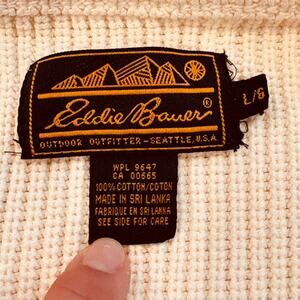 Eddie Bauer®
OUTDOOR OUTFITTER-SEATTLE, U.S.A.
L/G
WPL 9647
CA 00665
100% COTTON/COTON
MADE IN SRI LANKA
FABRIQUE EN SRI LANKA
SEE SIDE FOR CARE